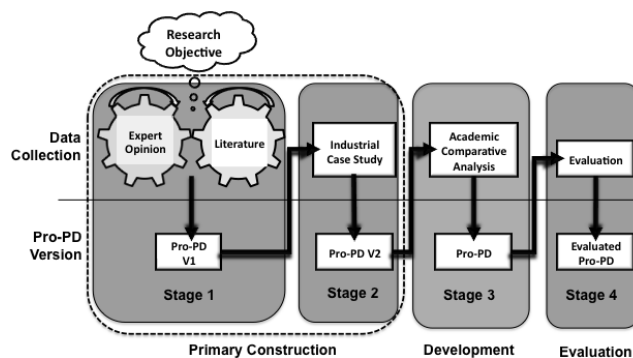 Research
Objective
Data
Collection
Expert
Opinion
Literature
Industrial
Case Study
Academic
Comparative
Analysis
Evaluation
Pro-PD
Version
Pro-PD
V1
Pro-PD V2
Pro-PD
Evaluated
Pro-PD
Stage 1
Stage 2
Stage 3
Stage 4
Primary Construction
Development
Evaluation